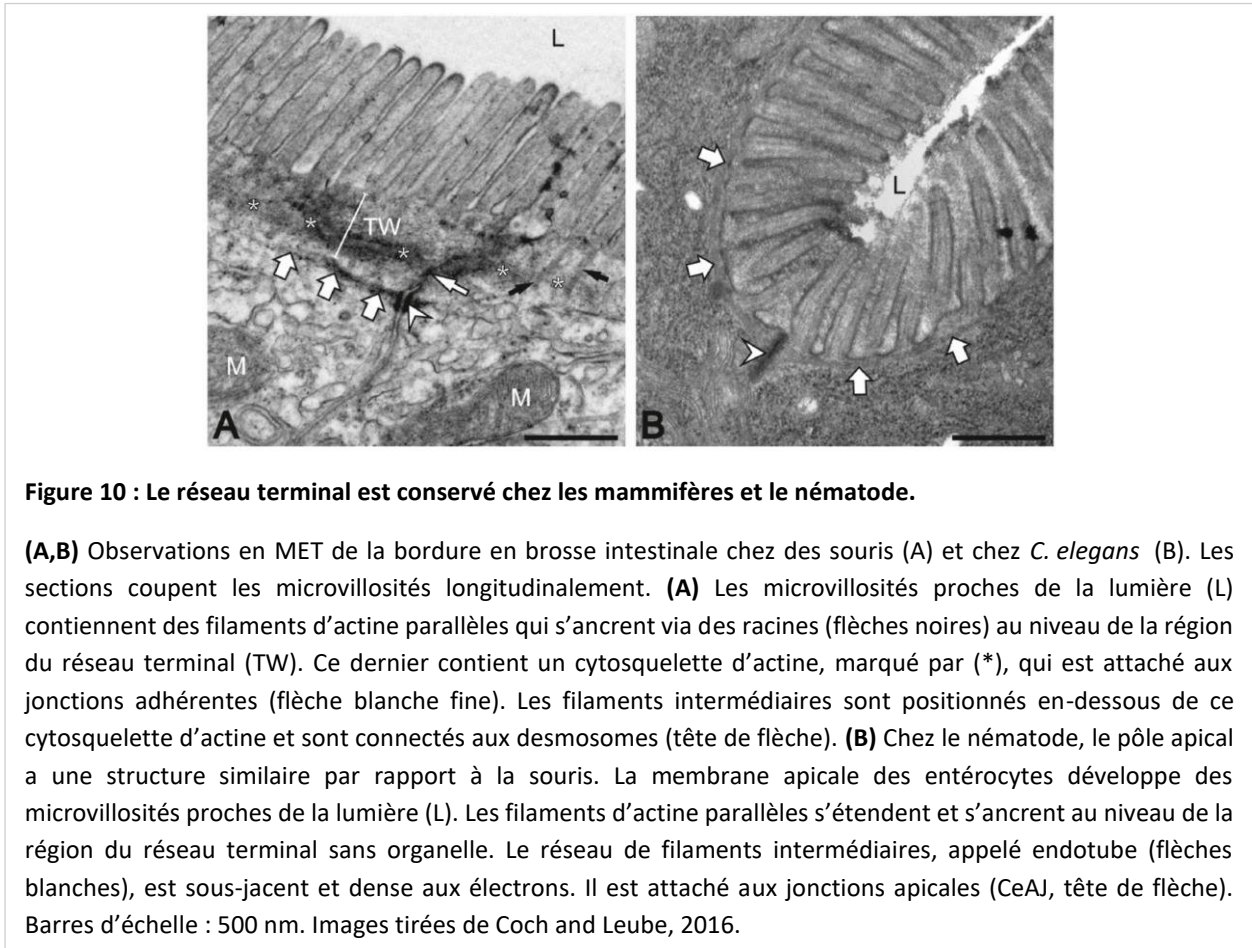 L
TW
* * * * *
M
M
A
L
B
Figure 10 : Le réseau terminal est conservé chez les mammifères et le nématode.
(A,B) Observations en MET de la bordure en brosse intestinale chez des souris (A) et chez C. elegans (B). Les
sections coupent les microvillosités longitudinalement. (A) Les microvillosités proches de la lumière (L)
contiennent des filaments d’actine parallèles qui s’ancrent via des racines (flèches noires) au niveau de la région
du réseau terminal (TW). Ce dernier contient un cytosquelette d’actine, marqué par (*), qui est attaché aux
jonctions adhérentes (flèche blanche fine). Les filaments intermédiaires sont positionnés en-dessous de ce
cytosquelette d’actine et sont connectés aux desmosomes (tête de flèche). (B) Chez le nématode, le pôle apical
a une structure similaire par rapport à la souris. La membrane apicale des entérocytes développe des
microvillosités proches de la lumière (L). Les filaments d’actine parallèles s’étendent et s’ancrent au niveau de la
région du réseau terminal sans organelle. Le réseau de filaments intermédiaires, appelé endotube (flèches
blanches), est sous-jacent et dense aux électrons. Il est attaché aux jonctions apicales (CeAJ, tête de flèche).
Barres d’échelle : 500 nm. Images tirées de Coch and Leube, 2016.